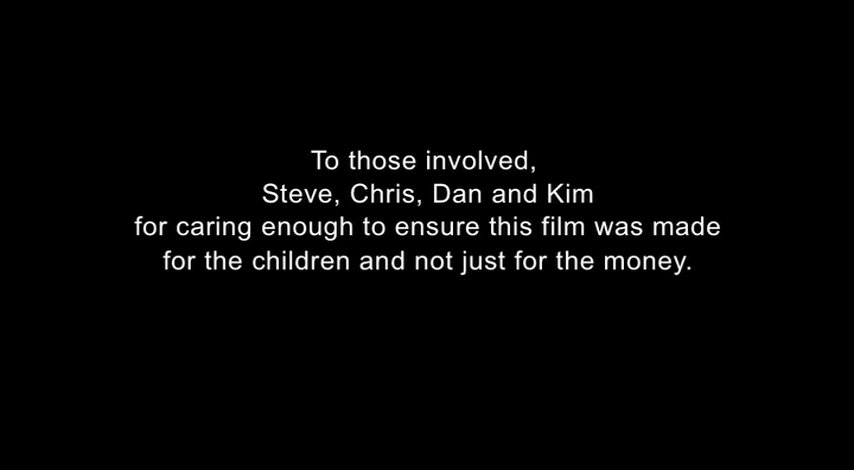 To those involved,
Steve, Chris, Dan and Kim
for caring enough to ensure this film was made
for the children and not just for the money.